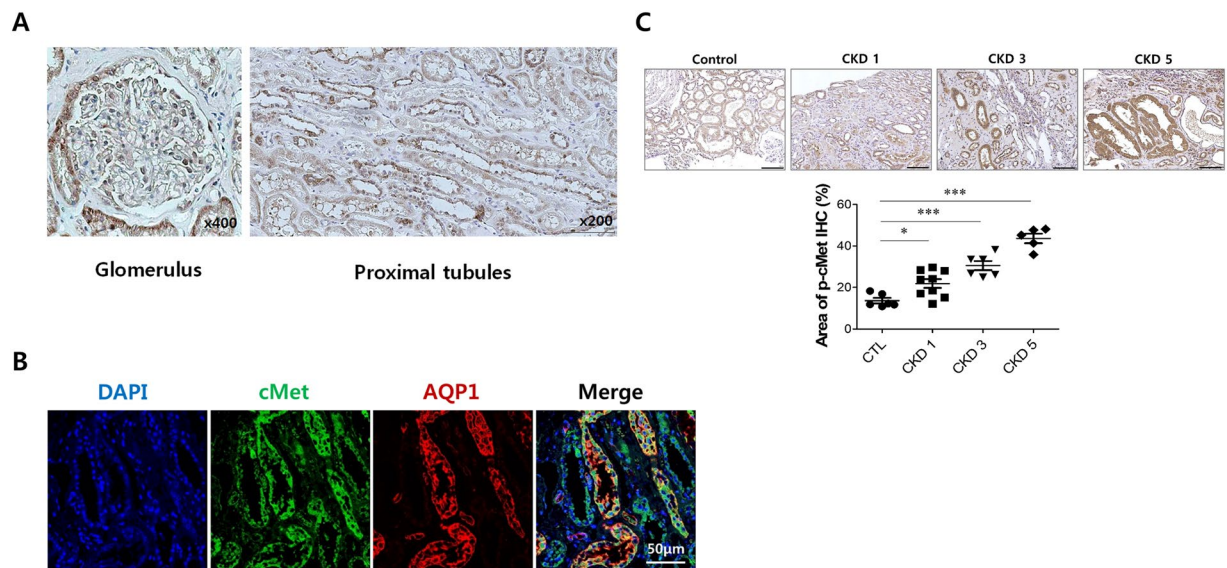 A
x400
x200
Glomerulus
Proximal tubules
B
DAPI
cMet
AQP1
Merge
50μm
C
Control
CKD 1
CKD 3
CKD 5
***
***
*
Area of p-cMet IHC (%)
60
40
20
0
CTL
CKD 1
CKD 3
CKD 5